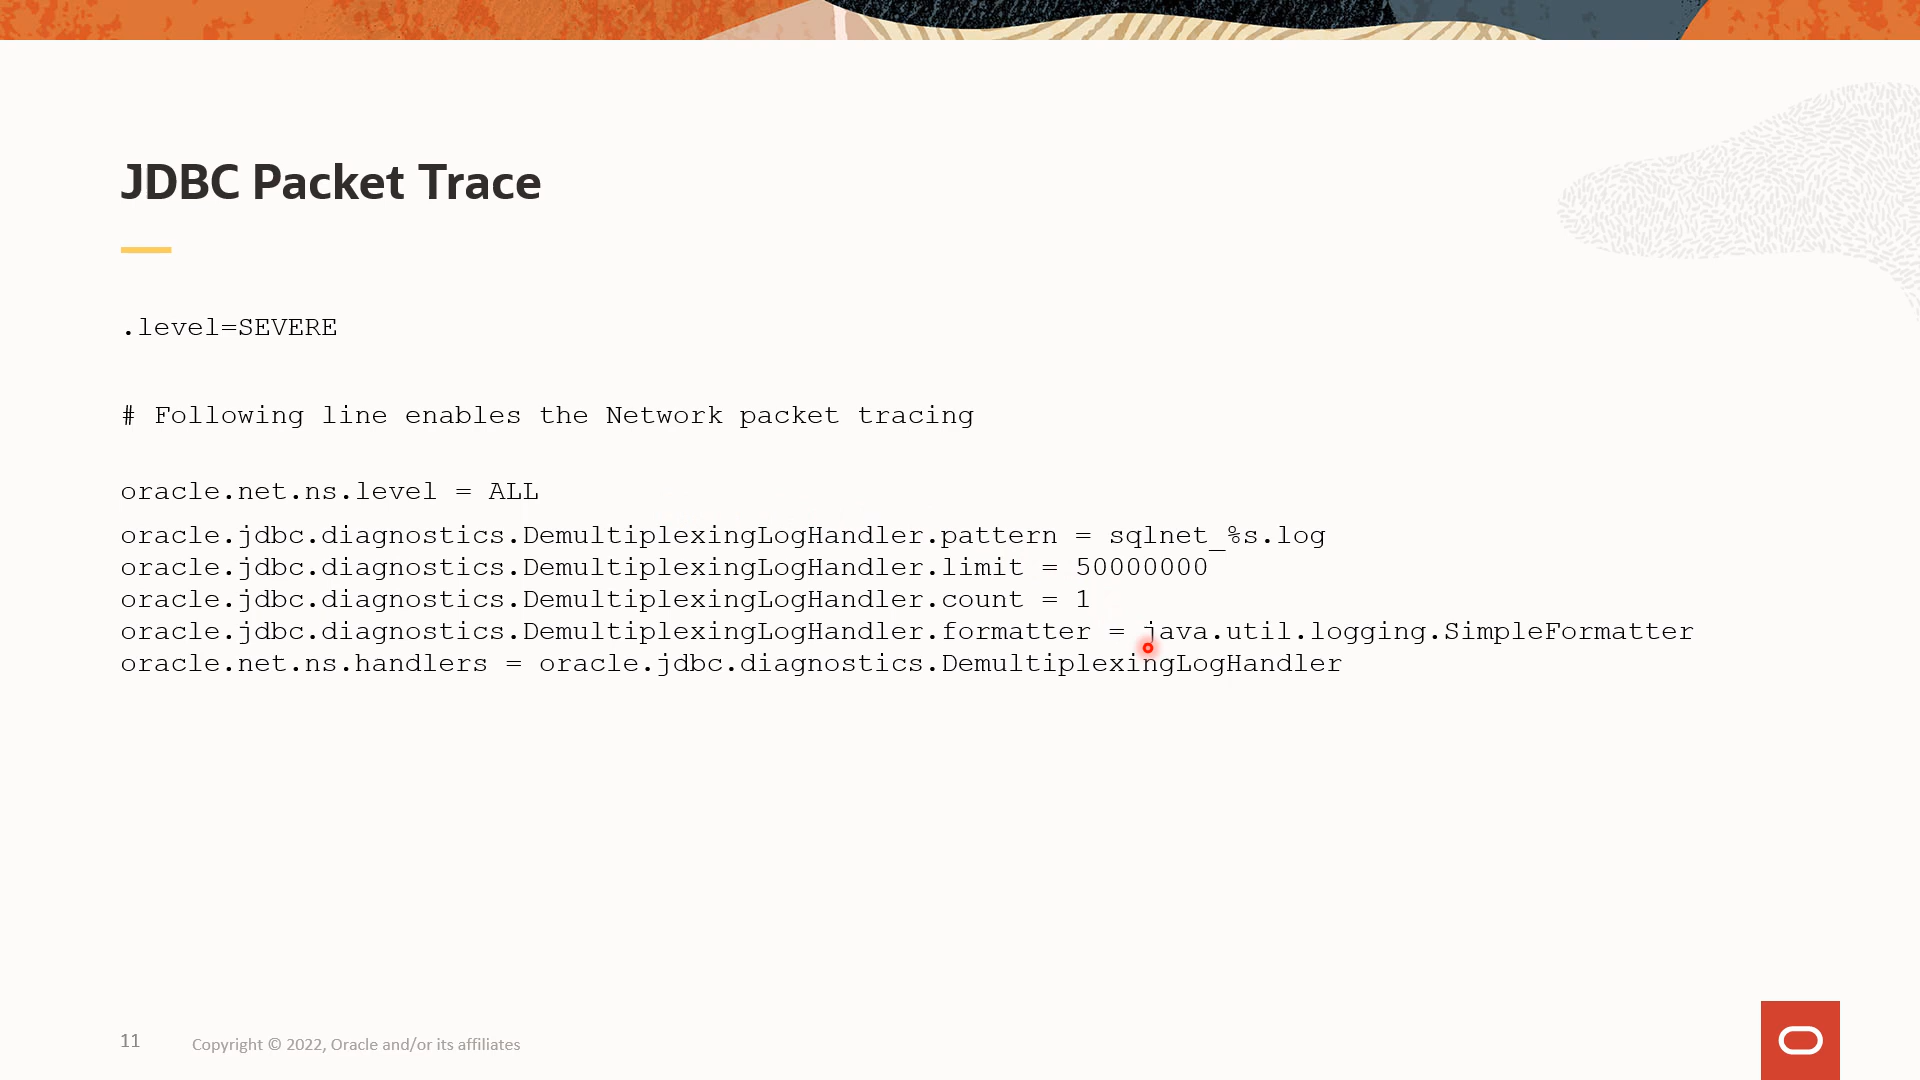 JDBC Packet Trace
.level=SEVERE
# Following line enables the Network packet tracing
oracle.net.ns.level = ALL
oracle.jdbc.diagnostics.DemultiplexingLogHandler.pattern = sqlnet_%s.log
oracle.jdbc.diagnostics.DemultiplexingLogHandler.limit = 50000000
oracle.jdbc.diagnostics.DemultiplexingLogHandler.count = 1
oracle.jdbc.diagnostics.DemultiplexingLogHandler.formatter = java.util.logging.SimpleFormatter
oracle.net.ns.handlers = oracle.jdbc.diagnostics.DemultiplexingLogHandler
11
Copyright © 2022, Oracle and/or its affiliates